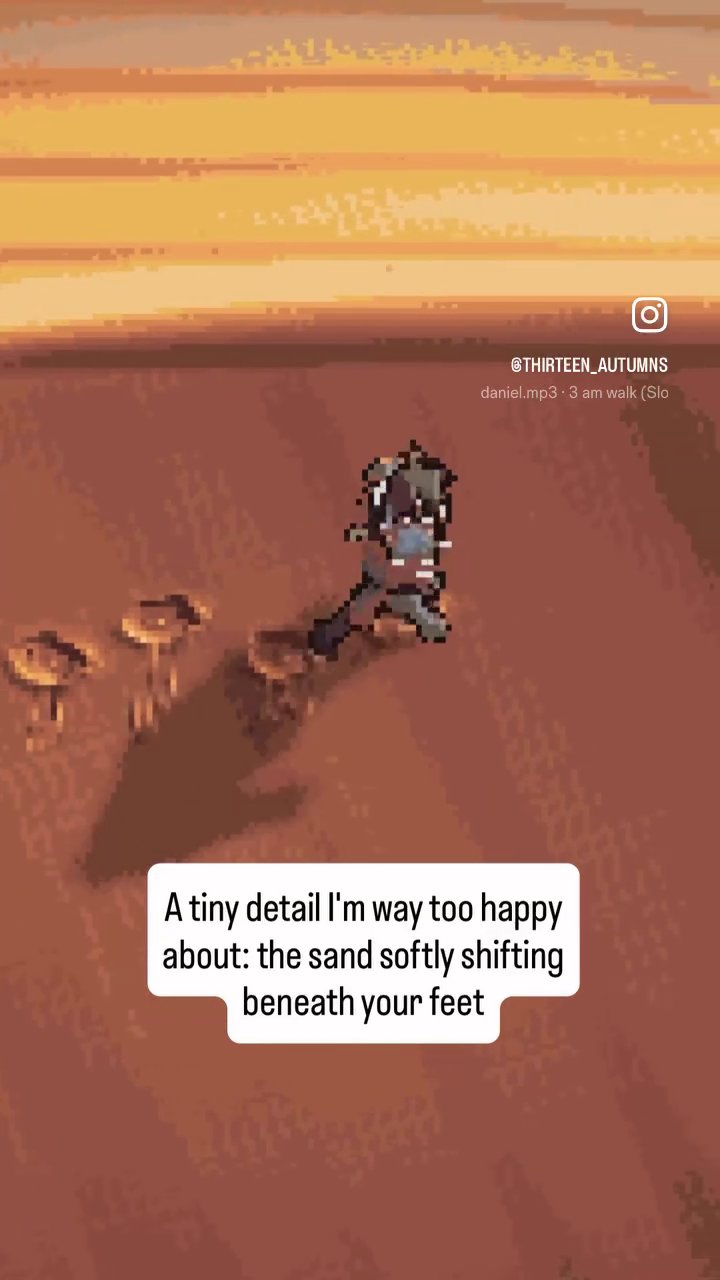 @THIRTEEN_AUTUMNS
daniel.mp3 · 3 am walk (Slo
A tiny detail I'm way too happy
about: the sand softly shifting
beneath your feet